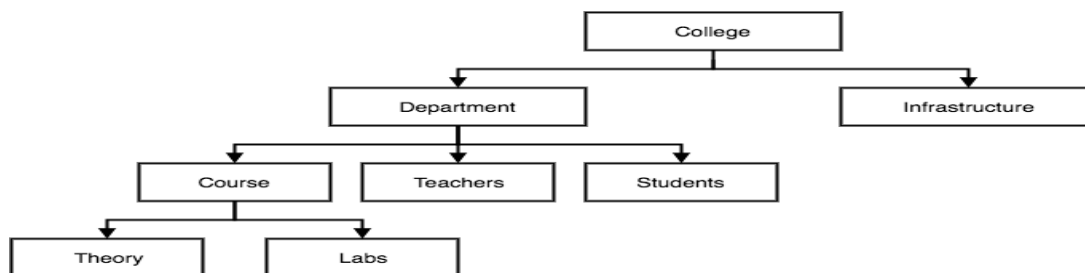 College
Department
Infrastructure
Course
Teachers
Students
Theory
Labs